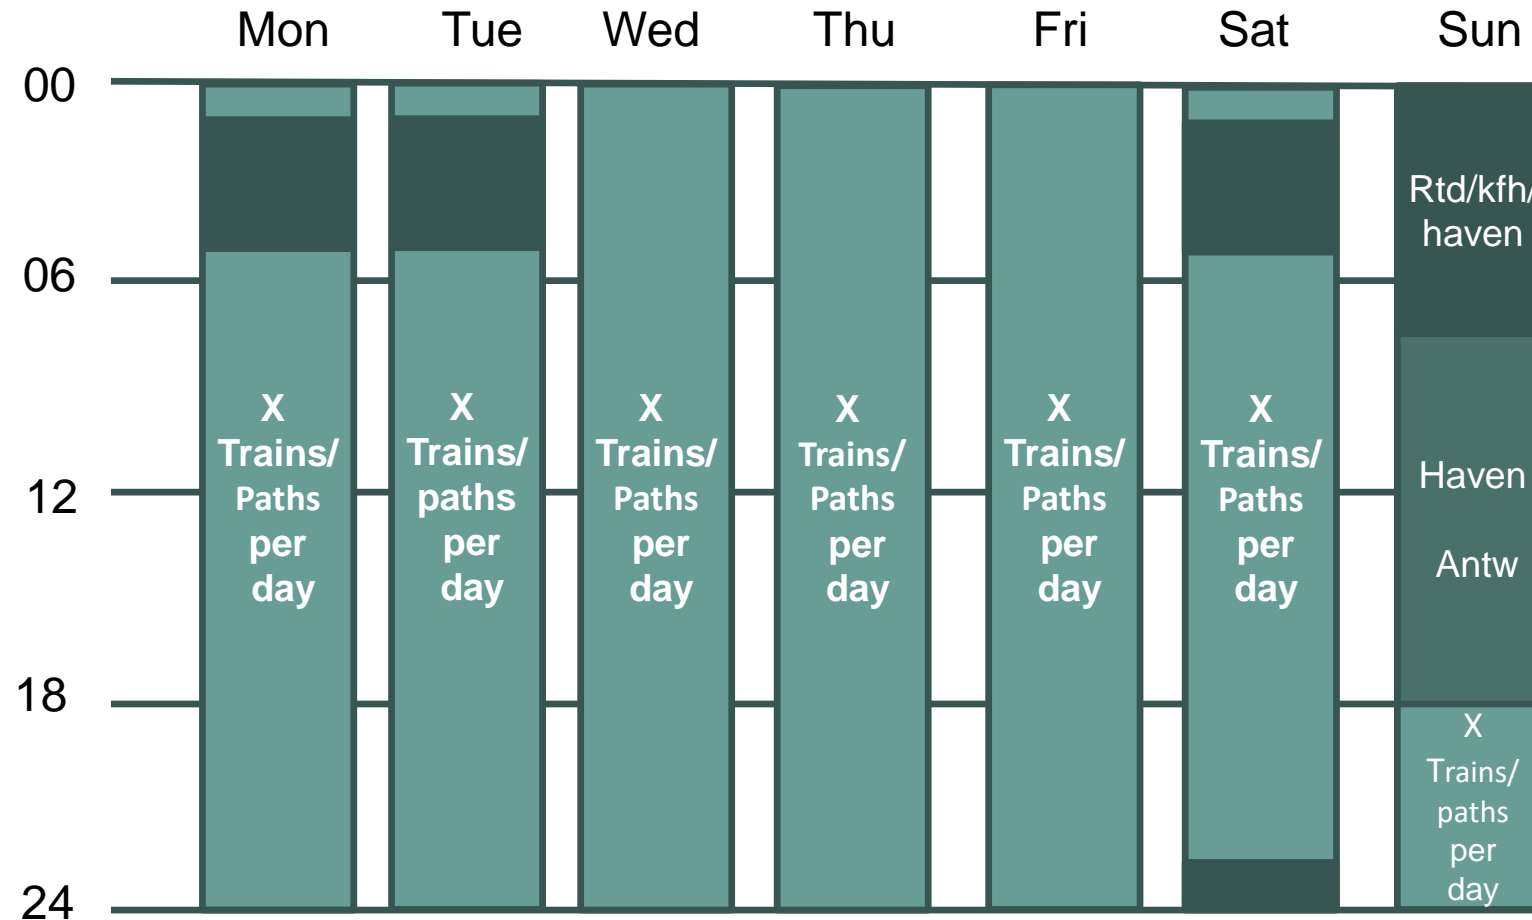 Mon Tue Wed Thu Fri Sat Sun
00
06
12
18
24
X
Trains/
Paths
per
day
X
Trains/
paths
per
day
X
Trains/
Paths
per
day
X
Trains/
Paths
per
day
X
Trains/
Paths
per
day
X
Trains/
Paths
per
day
Rtd/kfh/
haven
Haven
Antw
X
Trains/
paths
per
day